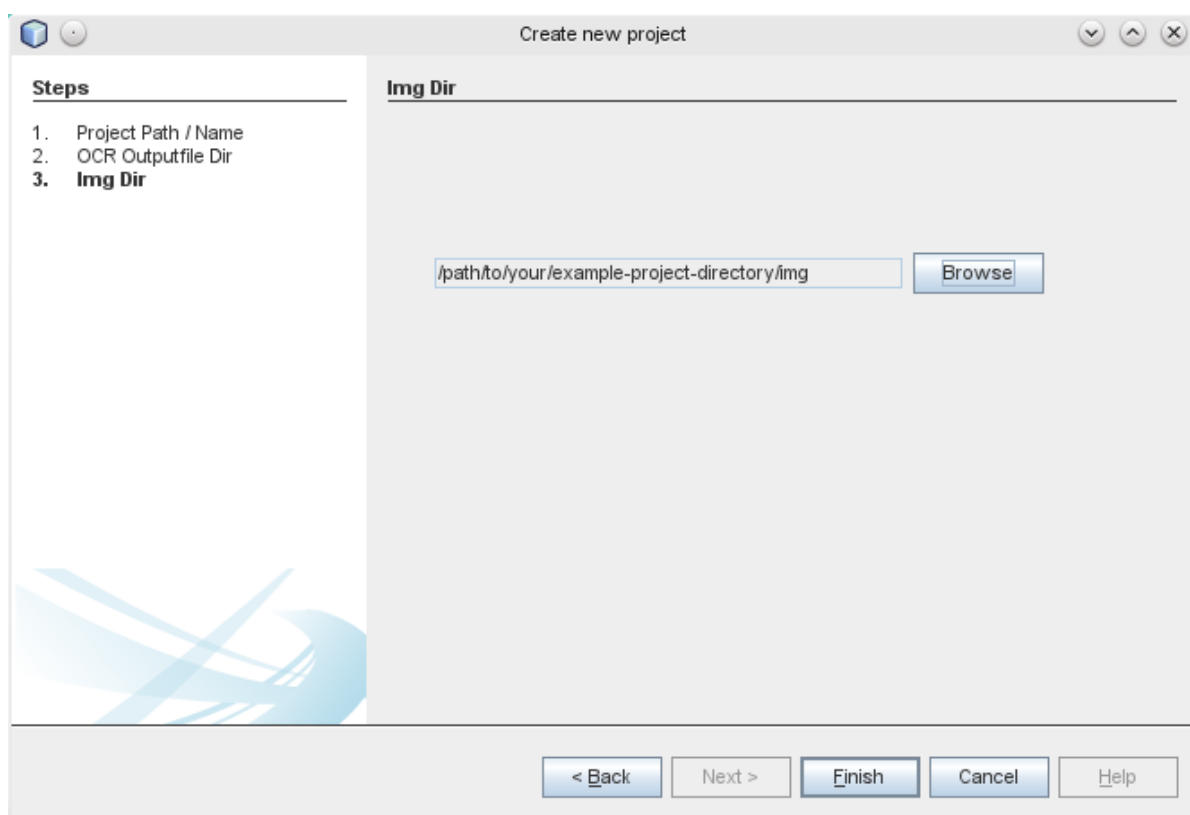 Create new project
Steps
1. Project Path / Name
2. OCR Outputfile Dir
3. Img Dir
Img Dir
/path/to/your/example-project-directory/img
Browse
< Back
Next >
Finish
Cancel
Help